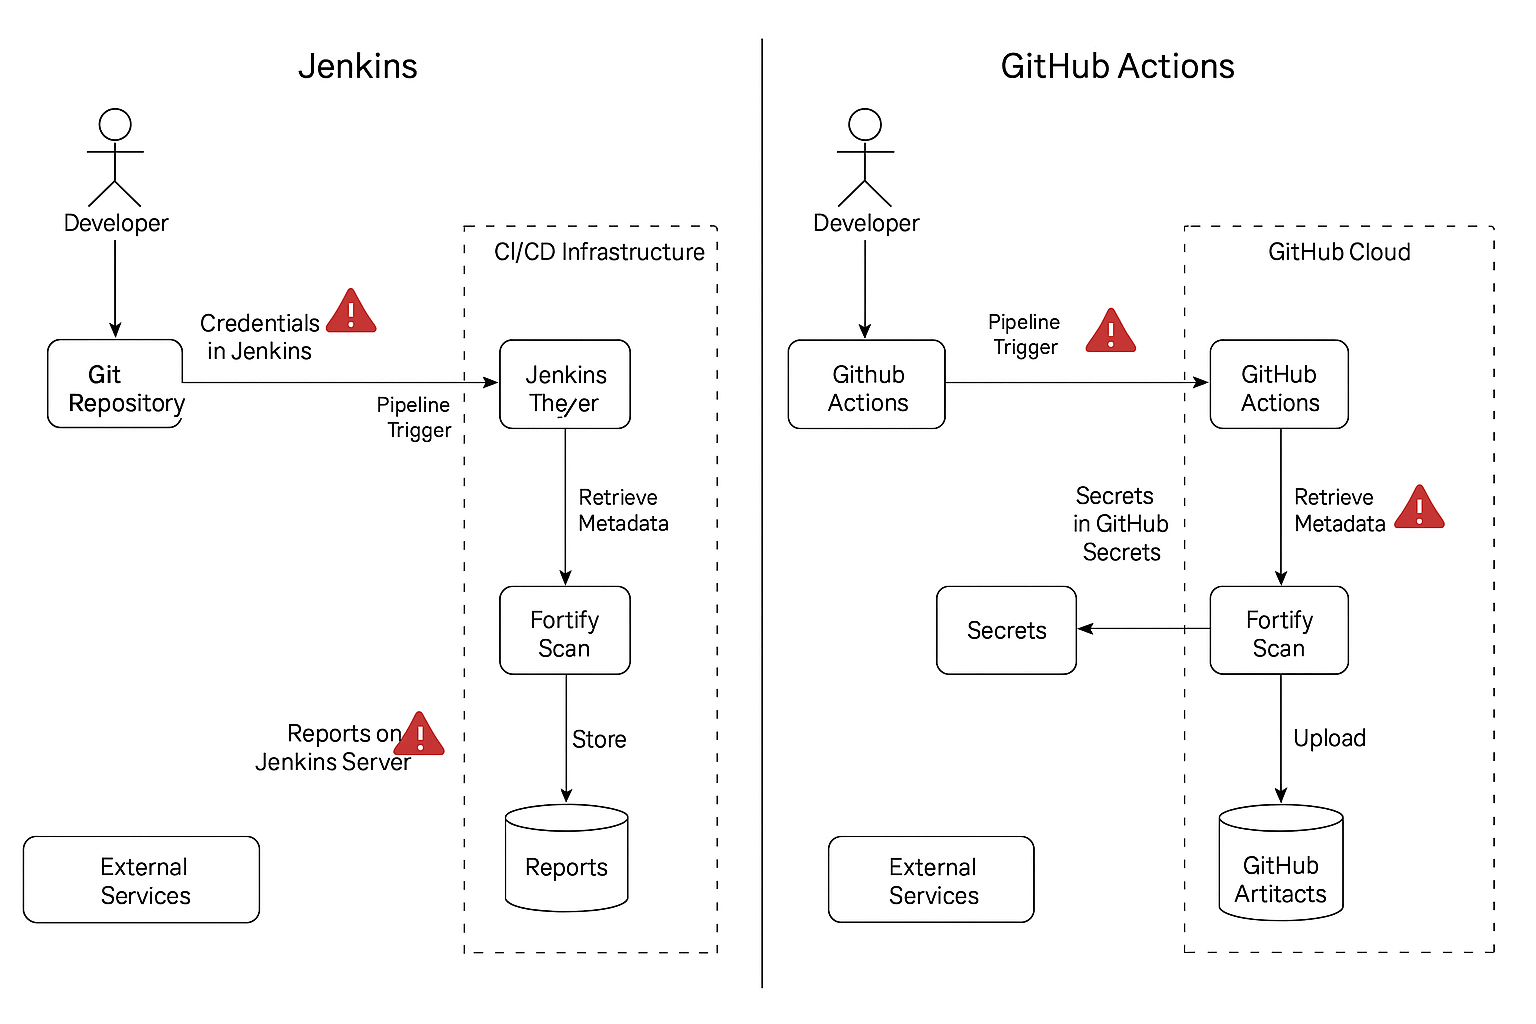 Jenkins
Developer
Credentials
in Jenkins
Git
Repository
Pipeline
Trigger
CI/CD Infrastructure
Jenkins
Retrieve
Metadata
Fortify
Scan
Reports on
Jenkins Server
Store
Reports
External
Services
GitHub Actions
Developer
Github
Actions
Pipeline
Trigger
GitHub Cloud
GitHub
Actions
Secrets
in GitHub
Secrets
Retrieve
Metadata
Secrets
Fortify
Scan
Upload
External
Services
GitHub
Artitacts